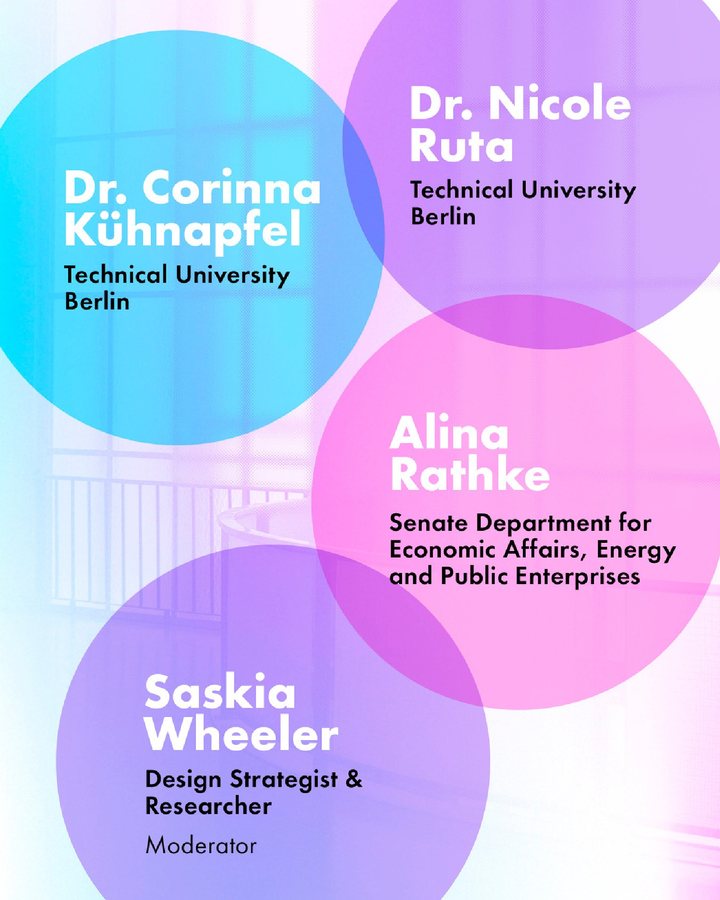 Dr. Corinna
Kühnapfel
Technical University
Berlin
Dr. Nicole
Ruta
Technical University
Berlin
Alina
Rathke
Senate Department for
Economic Affairs, Energy
and Public Enterprises
Saskia
Wheeler
Design Strategist &
Researcher
Moderator